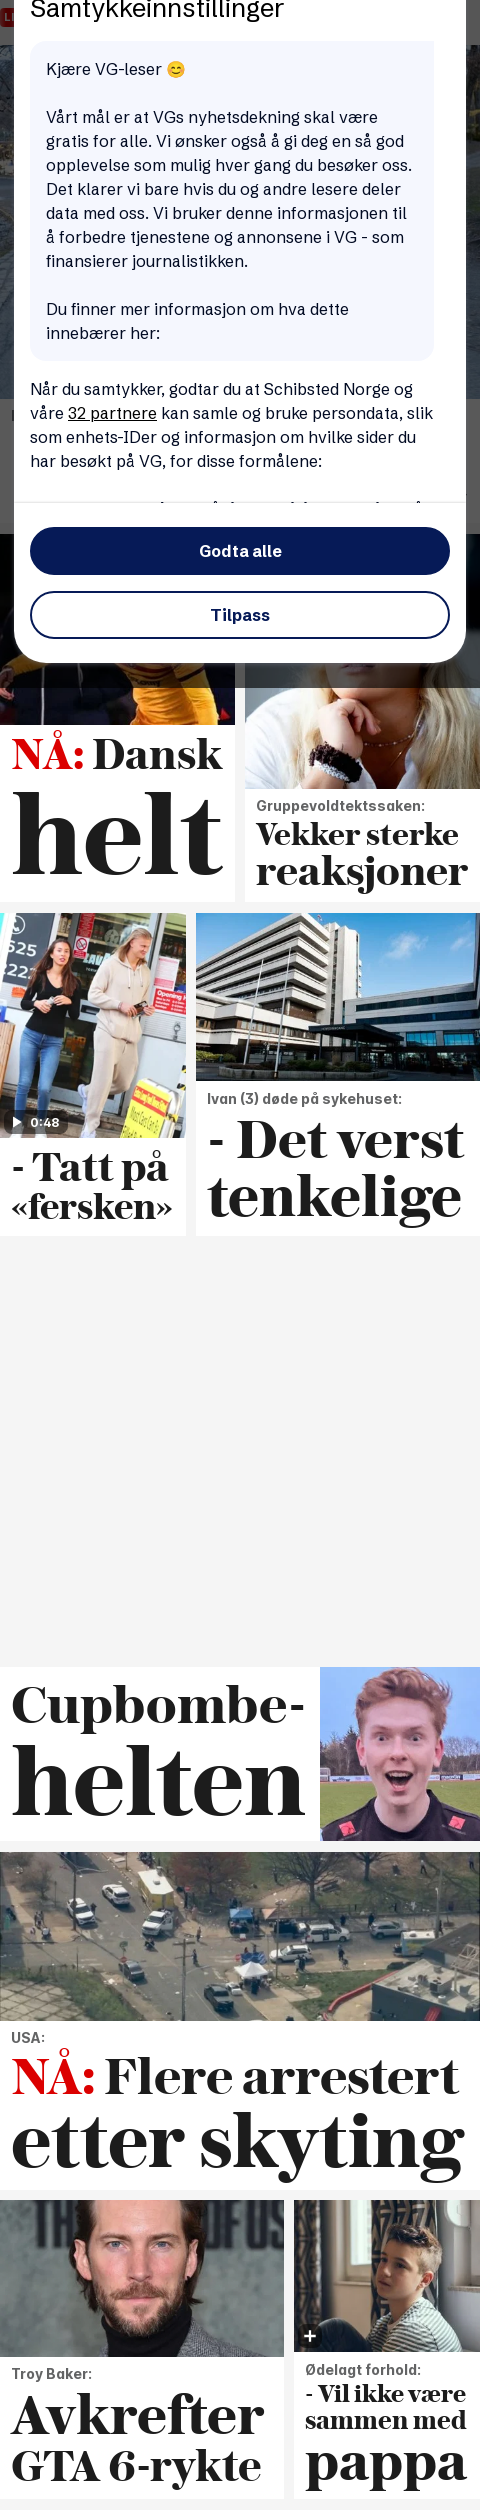 Samtykkeinnstillinger
Kjære VG-leser 😊
Vårt mål er at VGs nyhetsdekning skal være
gratis for alle. Vi ønsker også å gi deg en så god
opplevelse som mulig hver gang du besøker oss.
Det klarer vi bare hvis du og andre lesere deler
data med oss. Vi bruker denne informasjonen til
å forbedre tjenestene og annonsene i VG - som
finansierer journalistikken.
Du finner mer informasjon om hva dette
innebærer her:
Når du samtykker, godtar du at Schibsted Norge og
våre 32 partnere kan samle og bruke persondata, slik
som enhets-IDer og informasjon om hvilke sider du
har besøkt på VG, for disse formålene:
Godta alle
Tilpass
NÅ: Dansk
helt
Gruppevoldtektssaken:
Vekker sterke
reaksjoner
0:48
- Tatt på
«fersken»
Ivan (3) døde på sykehuset:
- Det verst
tenkelige
Cupbombe-
helten
USA:
NÅ: Flere arrestert
etter skyting
Troy Baker:
Avkrefter
GTA 6-rykte
Ødelagt forhold:
- Vil ikke være
sammen med
pappa